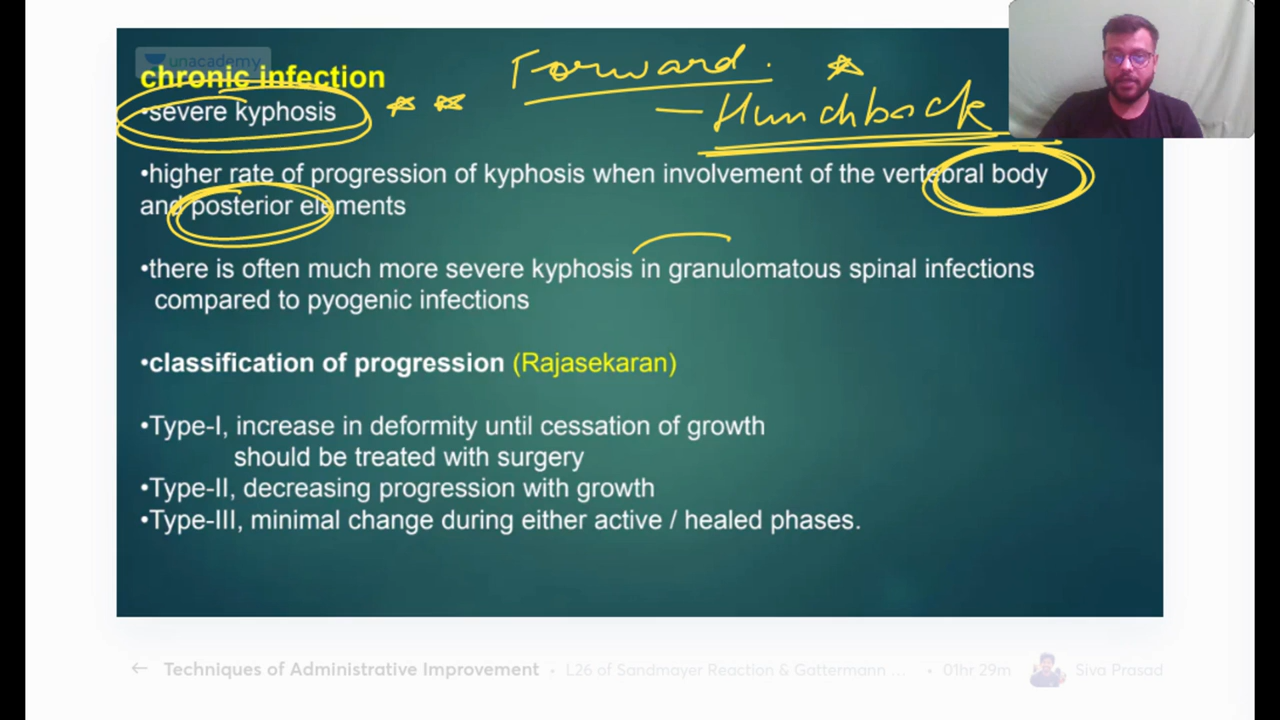 unacademy
chronic infection
Forward.
•severe kyphosis
- Hunchback
•higher rate of progression of kyphosis when involvement of the vertebral body
and posterior elements
•there is often much more severe kyphosis in granulomatous spinal infections
compared to pyogenic infections
•classification of progression (Rajasekaran)
•Type-I, increase in deformity until cessation of growth
should be treated with surgery
•Type-II, decreasing progression with growth
•Type-III, minimal change during either active / healed phases.
← Techniques of Administrative Improvement • L26 of Sandmayer Reaction & Gattermann ... • 01hr 29m Siva Prasad